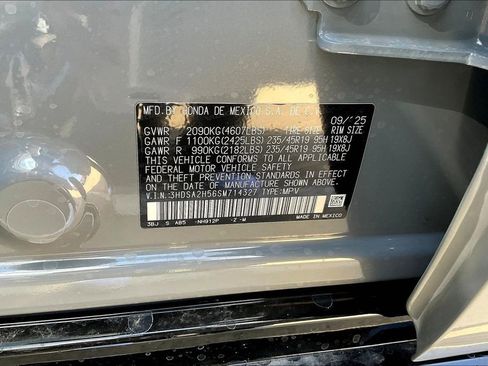 MFD. BY HONDA DE MEXICO S.A. DE C.V. 09/'25
GVWR 2090KG(4607LBS) TIRE SIZE RIM SIZE
GAWR F 1100KG(2425LBS) 235/45R19 95H 19X8J
GAWR R 990KG(2182LBS) 235/45R19 95H 19X8J
THIS VEHICLE CONFORMS TO ALL APPLICABLE
FEDERAL MOTOR VEHICLE SAFETY AND
THEFT PREVENTION STANDARDS IN EFFECT ON
THE DATE OF MANUFACTURE SHOWN ABOVE.
V.I.N.:3HDSA2H56SM714327 TYPE:MPV
3BJ S AB5 NH912P -Z -M MADE IN MEXICO